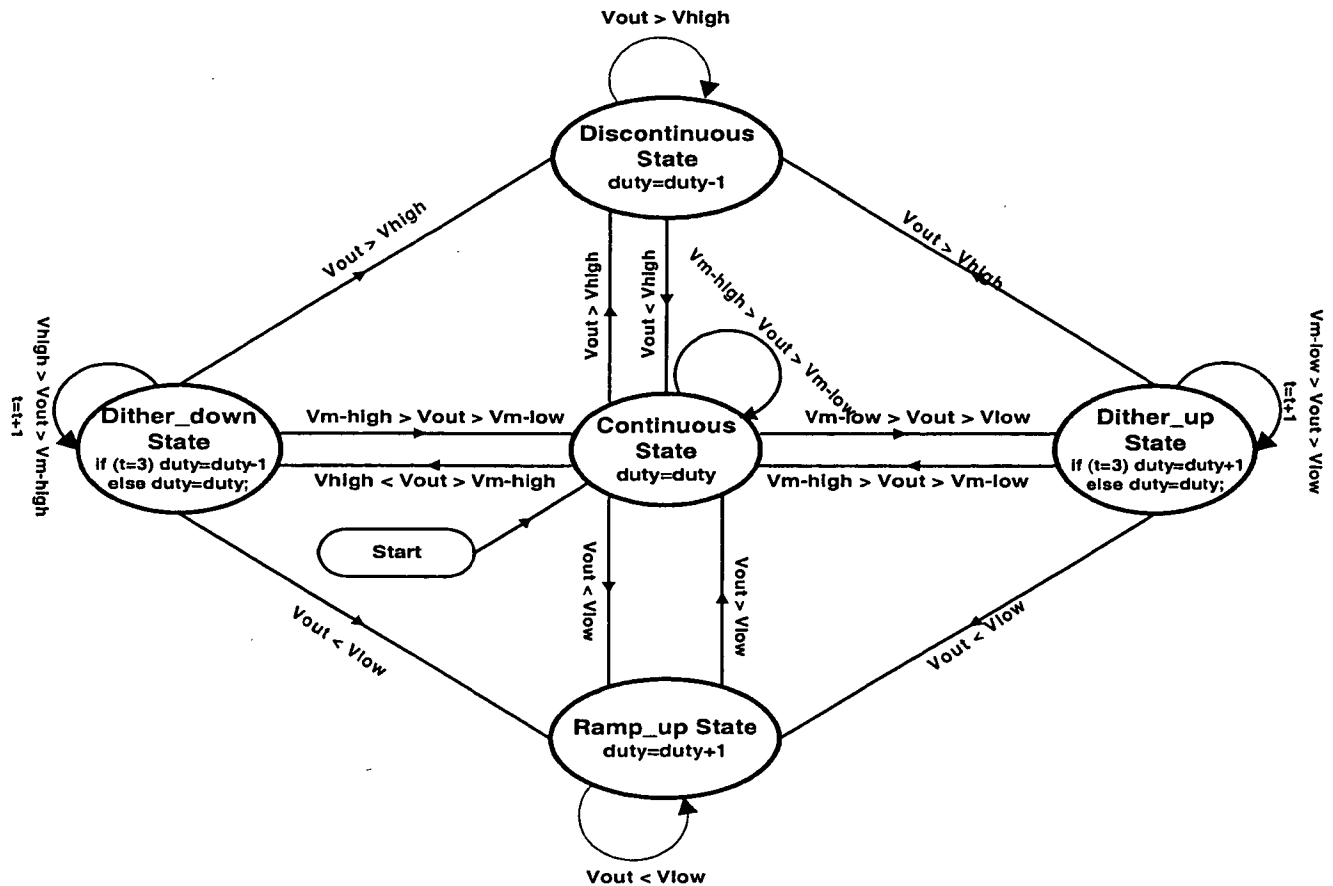 Vout > Vhigh
Discontinuous
State
duty=duty-1
Vout > Vhigh
Vout > Vhigh
Vout < Vhigh
Vout < Vhigh
Vm-high > Vout > Vm-low
Vhigh > Vout > Vm-high
t=t+1
Dither_down
State
if (t=3) duty=duty-1
else duty=duty;
Vm-high > Vout > Vm-low
Vhigh < Vout > Vm-high
Continuous
State
duty=duty
Vm-low > Vout > Vlow
Vm-high > Vout > Vm-low
Dither_up
State
if (t=3) duty=duty+1
else duty=duty;
t=t+1
Vm-low > Vout > Vlow
Start
Vout < Vlow
Vout > Vlow
Vout < Vlow
Vout < Vlow
Ramp_up State
duty=duty+1
Vout < Vlow